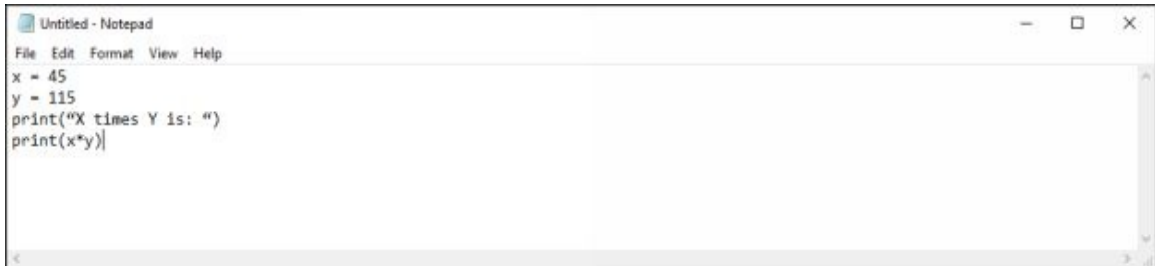 Untitled - Notepad
File Edit Format View Help
x = 45
y = 115
print(“X times Y is: “)
print(x*y)